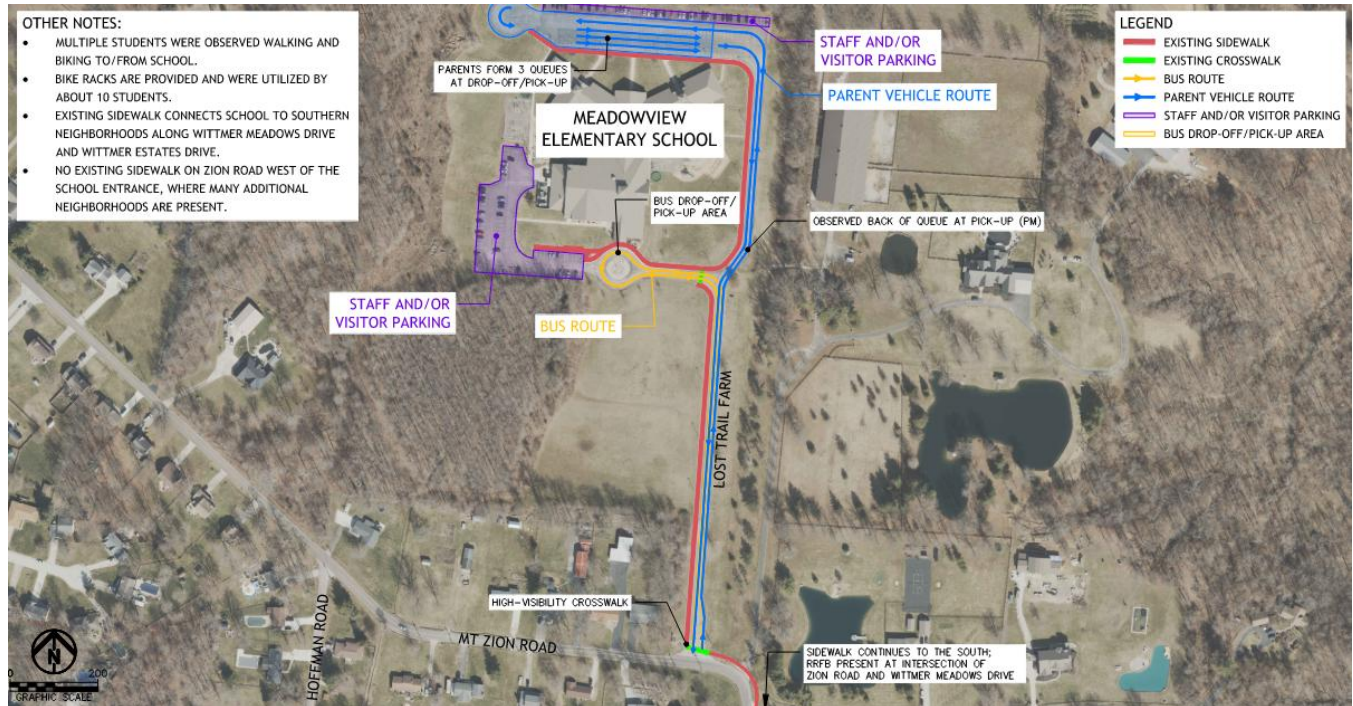 OTHER NOTES:
• MULTIPLE STUDENTS WERE OBSERVED WALKING AND
BIKING TO/FROM SCHOOL.
• BIKE RACKS ARE PROVIDED AND WERE UTILIZED BY
ABOUT 10 STUDENTS.
• EXISTING SIDEWALK CONNECTS SCHOOL TO SOUTHERN
NEIGHBORHOODS ALONG WITTMER MEADOWS DRIVE
AND WITTMER ESTATES DRIVE.
• NO EXISTING SIDEWALK ON ZION ROAD WEST OF THE
SCHOOL ENTRANCE, WHERE MANY ADDITIONAL
NEIGHBORHOODS ARE PRESENT.
LEGEND
EXISTING SIDEWALK
EXISTING CROSSWALK
BUS ROUTE
PARENT VEHICLE ROUTE
STAFF AND/OR VISITOR PARKING
BUS DROP-OFF/PICK-UP AREA
STAFF AND/OR
VISITOR PARKING
PARENTS FORM 3 QUEUES
AT DROP-OFF/PICK-UP
PARENT VEHICLE ROUTE
MEADOWVIEW
ELEMENTARY SCHOOL
BUS DROP-OFF/
PICK-UP AREA
OBSERVED BACK OF QUEUE AT PICK-UP (PM)
STAFF AND/OR
VISITOR PARKING
BUS ROUTE
LOST TRAIL FARM
HIGH-VISIBILITY CROSSWALK
MT ZION ROAD
HOFFMAN ROAD
SIDEWALK CONTINUES TO THE SOUTH;
RRFB PRESENT AT INTERSECTION OF
ZION ROAD AND WITTMER MEADOWS DRIVE
N
0 200
GRAPHIC SCALE